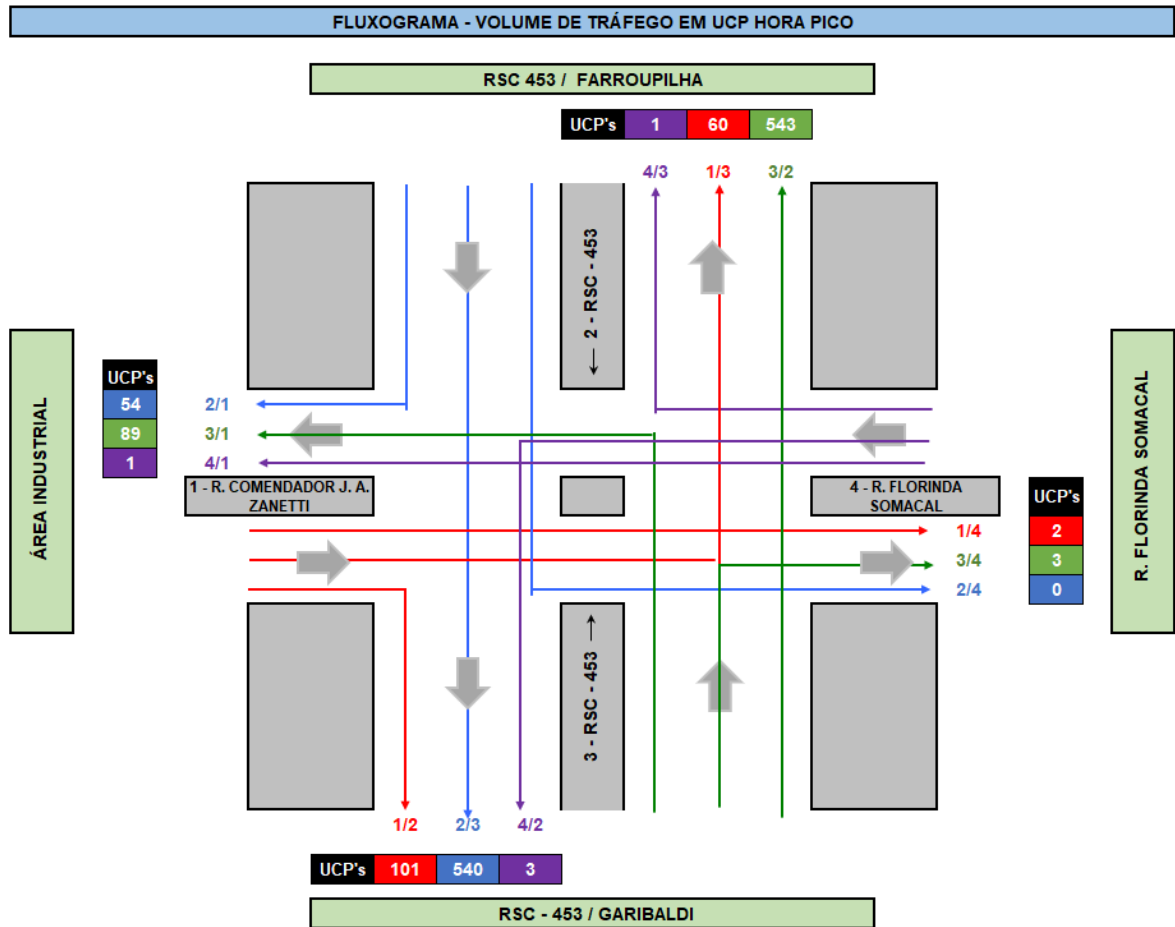 FLUXOGRAMA - VOLUME DE TRÁFEGO EM UCP HORA PICO
RSC 453 / FARROUPILHA
UCP's 1 60 543
4/3 1/3 3/2
2 - RSC - 453
ÁREA INDUSTRIAL
R. FLORINDA SOMACAL
UCP's
54 2/1
89 3/1
1 4/1
1 - R. COMENDADOR J. A.
ZANETTI
4 - R. FLORINDA
SOMACAL
UCP's
1/4 2
3/4 3
2/4 0
3 - RSC - 453
1/2 2/3 4/2
UCP's 101 540 3
RSC - 453 / GARIBALDI